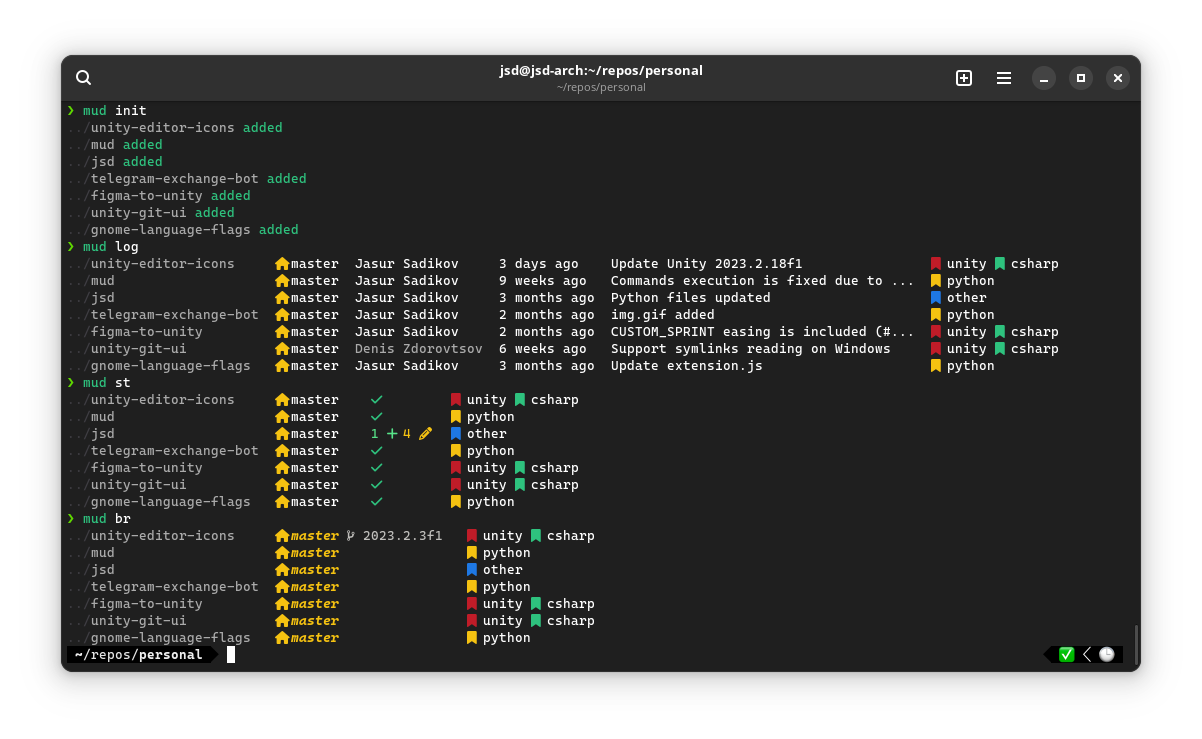 jsd@jsd-arch:~/repos/personal
~/repos/personal
❯ mud init
../unity-editor-icons added
../mud added
../jsd added
../telegram-exchange-bot added
../figma-to-unity added
../unity-git-ui added
../gnome-language-flags added
❯ mud log
../unity-editor-icons master Jasur Sadikov 3 days ago Update Unity 2023.2.18f1 unity csharp
../mud master Jasur Sadikov 9 weeks ago Commands execution is fixed due to ... python
../jsd master Jasur Sadikov 3 months ago Python files updated other
../telegram-exchange-bot master Jasur Sadikov 2 months ago img.gif added python
../figma-to-unity master Jasur Sadikov 2 months ago CUSTOM_SPRINT easing is included (#... unity csharp
../unity-git-ui master Denis Zdorovtsov 6 weeks ago Support symlinks reading on Windows unity csharp
../gnome-language-flags master Jasur Sadikov 3 months ago Update extension.js python
❯ mud st
../unity-editor-icons master ✓ unity csharp
../mud master ✓ python
../jsd master 1 + 4 other
../telegram-exchange-bot master ✓ python
../figma-to-unity master ✓ unity csharp
../unity-git-ui master ✓ unity csharp
../gnome-language-flags master ✓ python
❯ mud br
../unity-editor-icons master 2023.2.3f1 unity csharp
../mud master python
../jsd master other
../telegram-exchange-bot master python
../figma-to-unity master unity csharp
../unity-git-ui master unity csharp
../gnome-language-flags master python
~/repos/personal